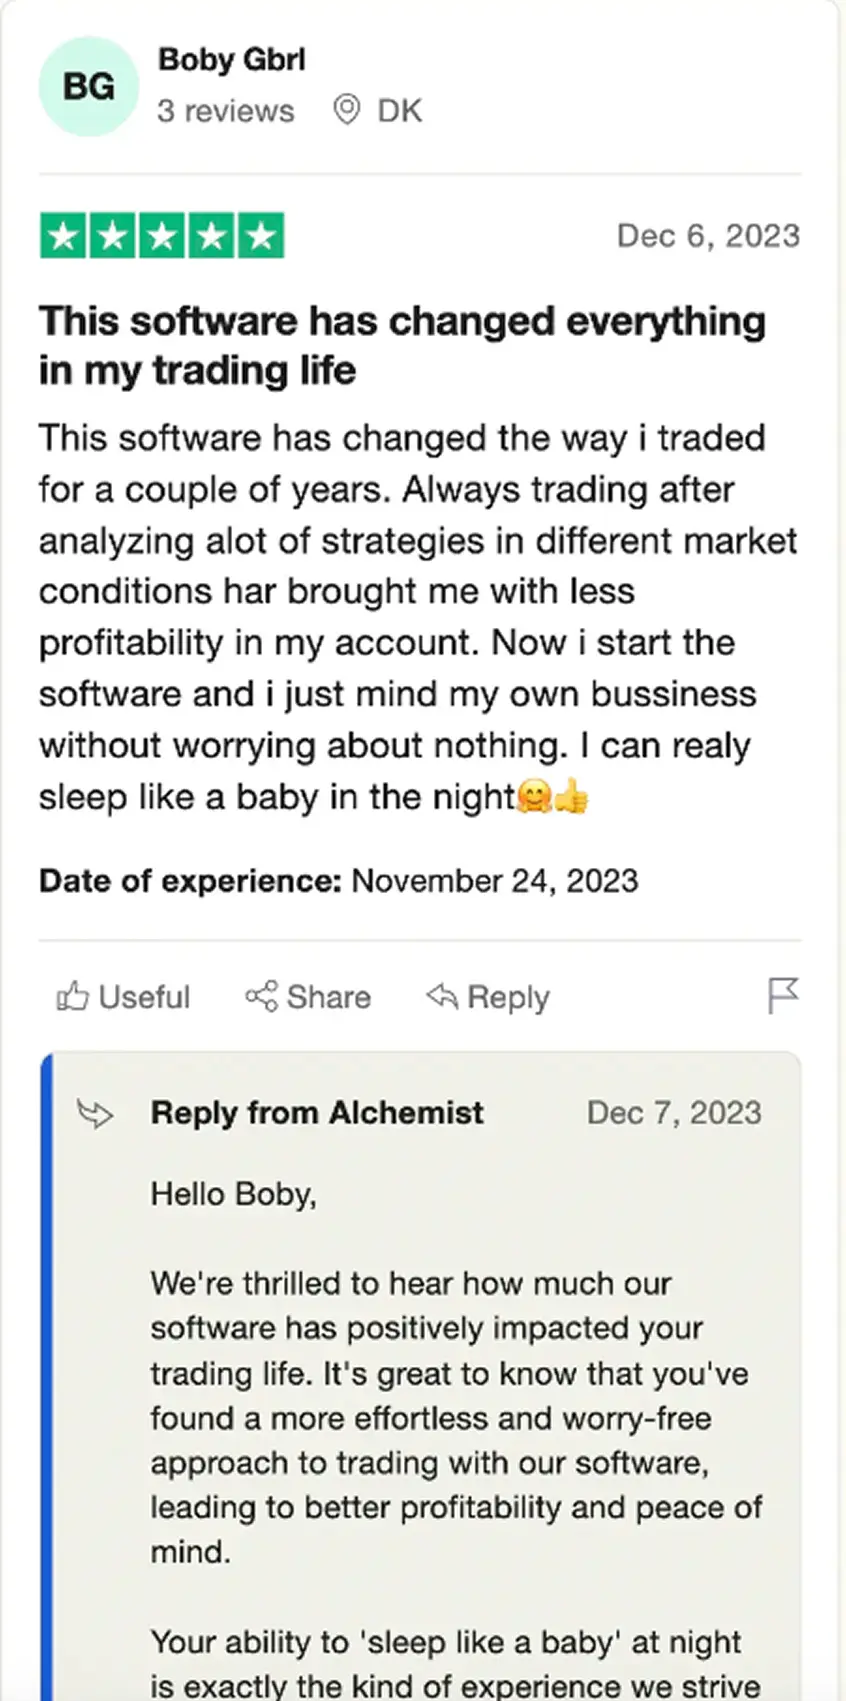 BG
Boby Gbrl
3 reviews DK
Dec 6, 2023
This software has changed everything
in my trading life
This software has changed the way i traded
for a couple of years. Always trading after
analyzing alot of strategies in different market
conditions har brought me with less
profitability in my account. Now i start the
software and i just mind my own bussiness
without worrying about nothing. I can realy
sleep like a baby in the night🤗👍
Date of experience: November 24, 2023
Useful Share Reply
Reply from Alchemist Dec 7, 2023
Hello Boby,
We're thrilled to hear how much our
software has positively impacted your
trading life. It's great to know that you've
found a more effortless and worry-free
approach to trading with our software,
leading to better profitability and peace of
mind.
Your ability to 'sleep like a baby' at night
is exactly the kind of experience we strive